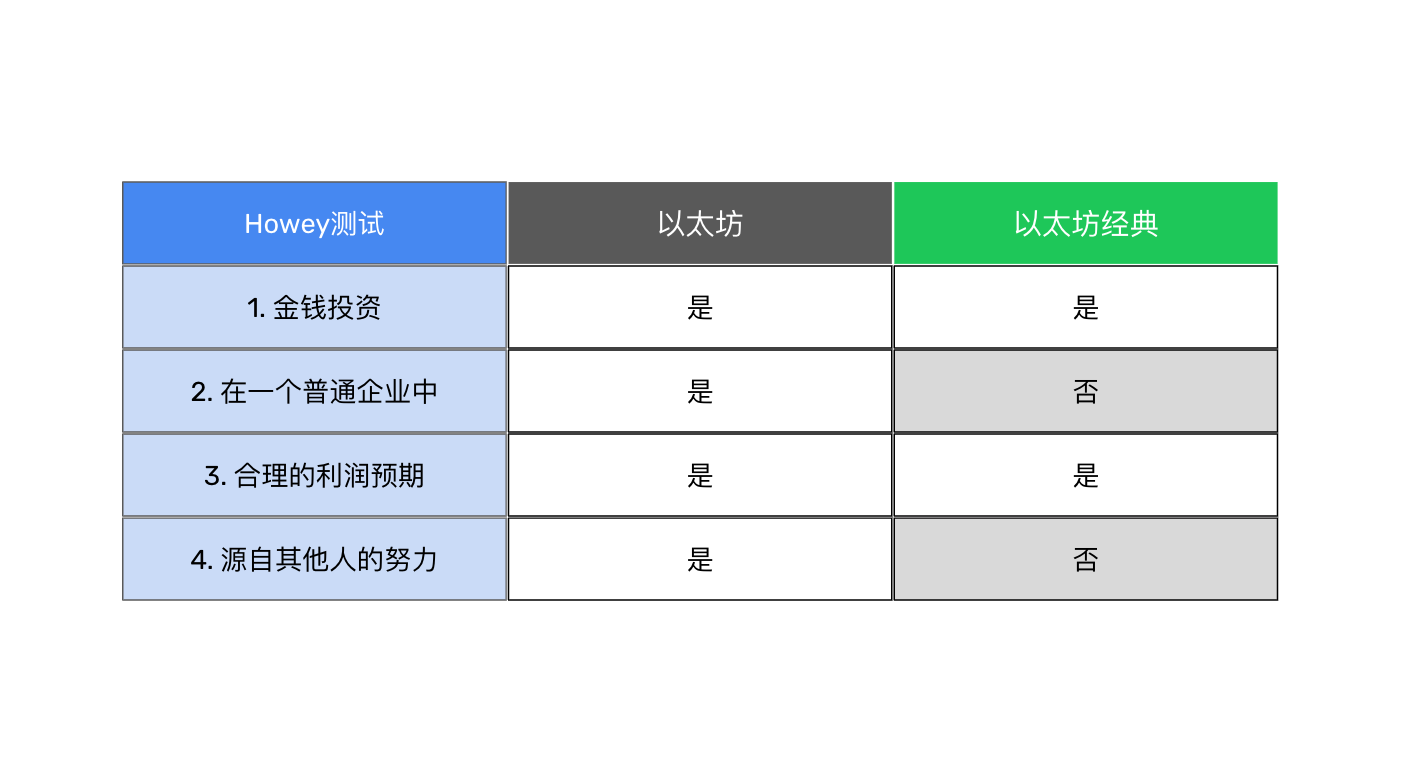 Howey测试 以太坊 以太坊经典
1. 金钱投资 是 是
2. 在一个普通企业中 是 否
3. 合理的利润预期 是 是
4. 源自其他人的努力 是 否